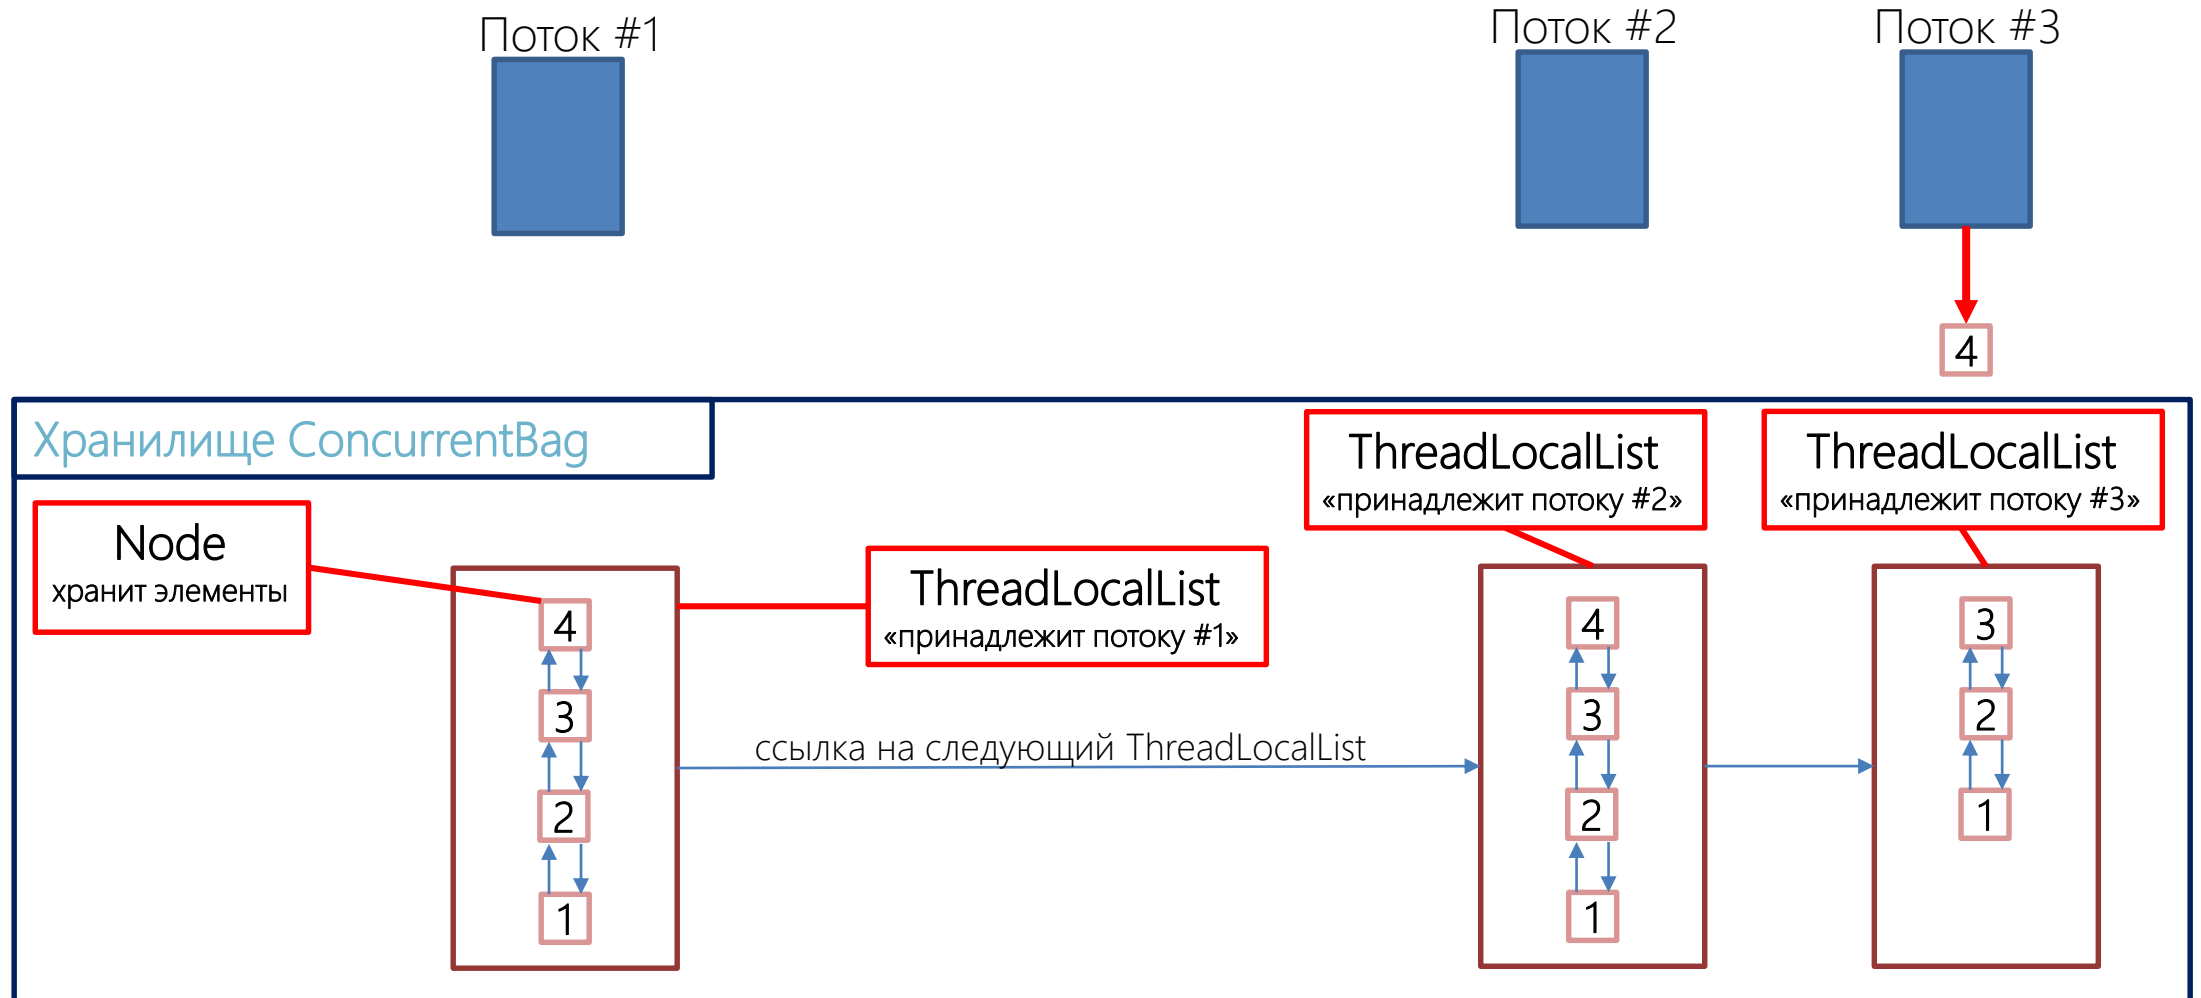 Поток #1
Поток #2
Поток #3
4
Хранилище ConcurrentBag
ThreadLocalList
«принадлежит потоку #2»
ThreadLocalList
«принадлежит потоку #3»
Node
хранит элементы
ThreadLocalList
«принадлежит потоку #1»
4
3
2
1
ссылка на следующий ThreadLocalList
4
3
2
1
3
2
1